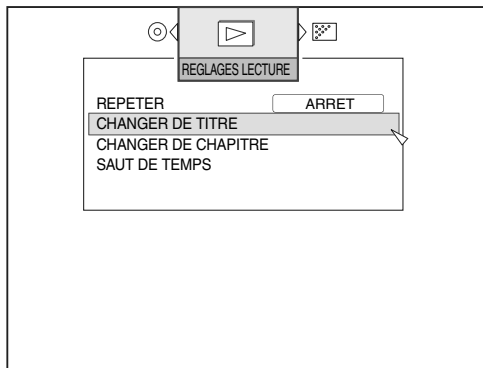 REGLAGES LECTURE
REPETER ARRET
CHANGER DE TITRE
CHANGER DE CHAPITRE
SAUT DE TEMPS